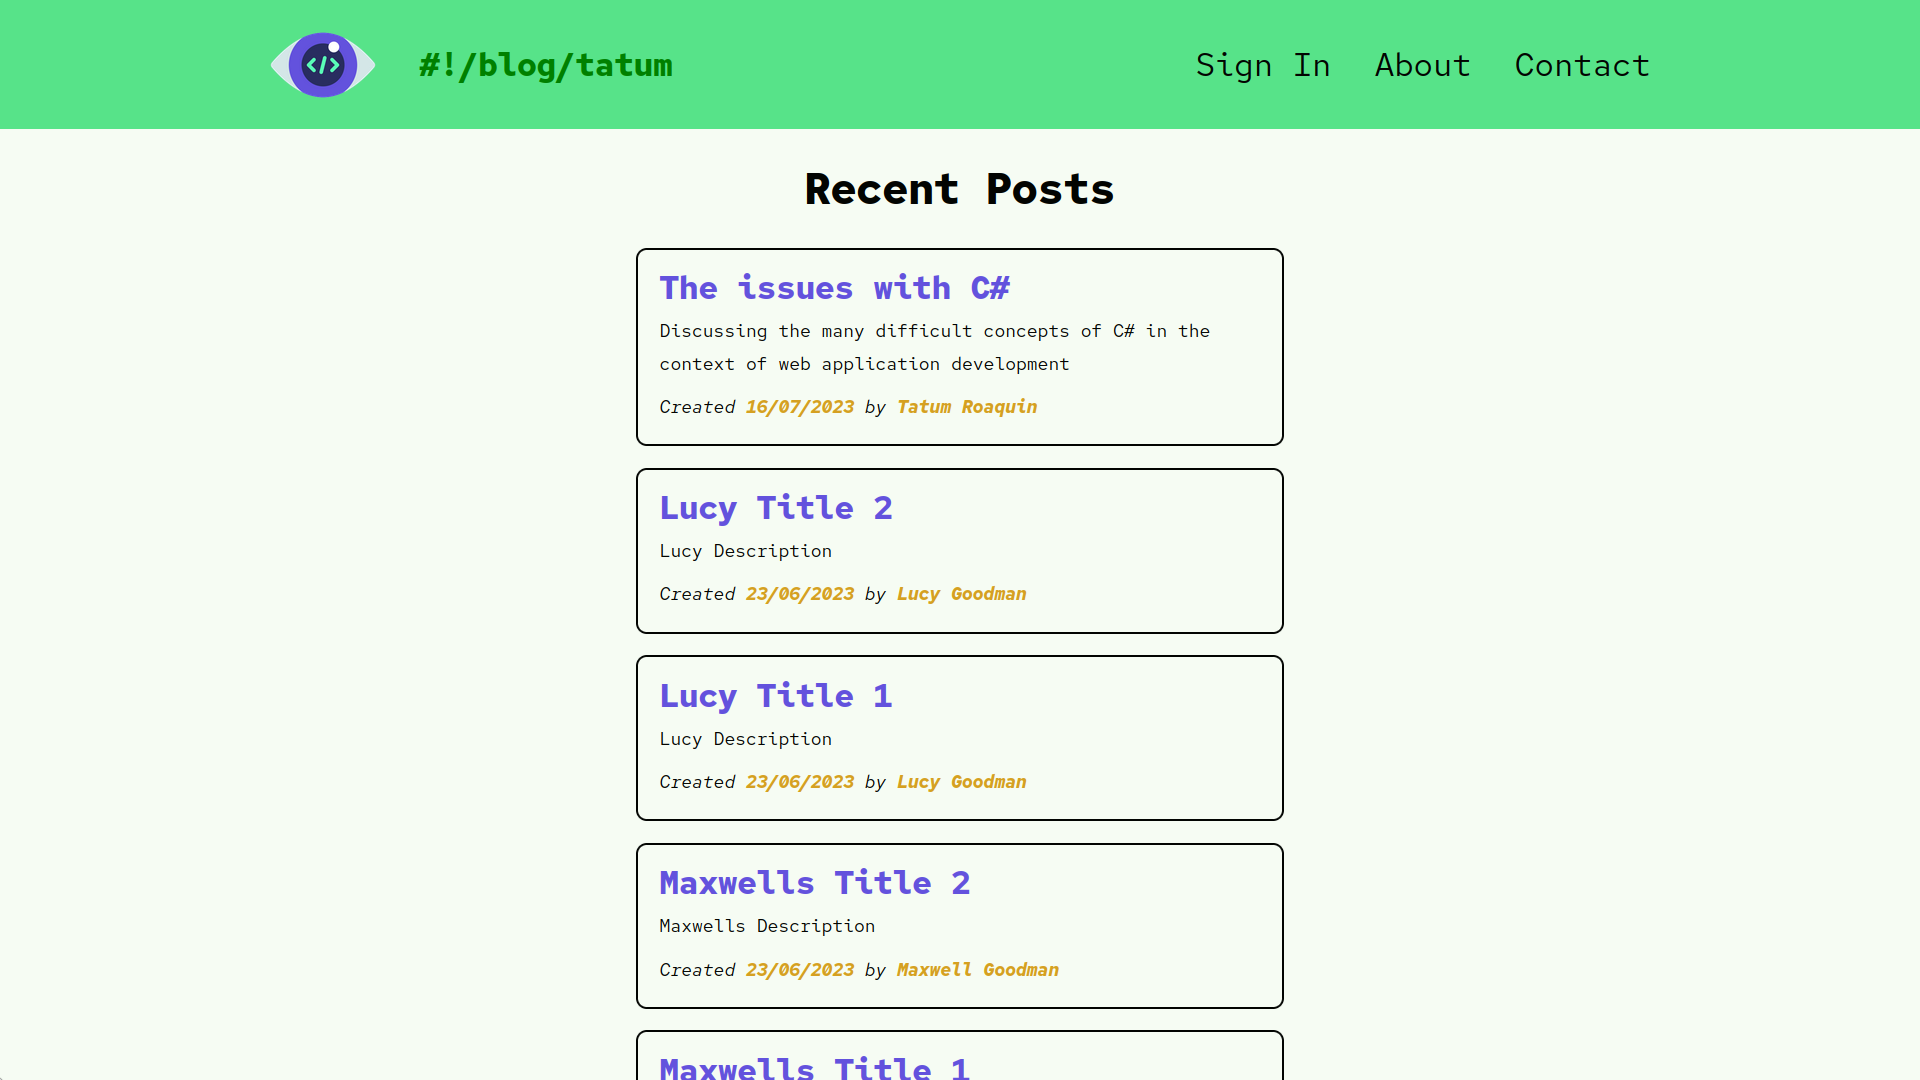 </>
#!/blog/tatum
Sign In
About
Contact
Recent Posts
The issues with C#
Discussing the many difficult concepts of C# in the
context of web application development
Created 16/07/2023 by Tatum Roaquin
Lucy Title 2
Lucy Description
Created 23/06/2023 by Lucy Goodman
Lucy Title 1
Lucy Description
Created 23/06/2023 by Lucy Goodman
Maxwells Title 2
Maxwells Description
Created 23/06/2023 by Maxwell Goodman
Maxwells Title 1